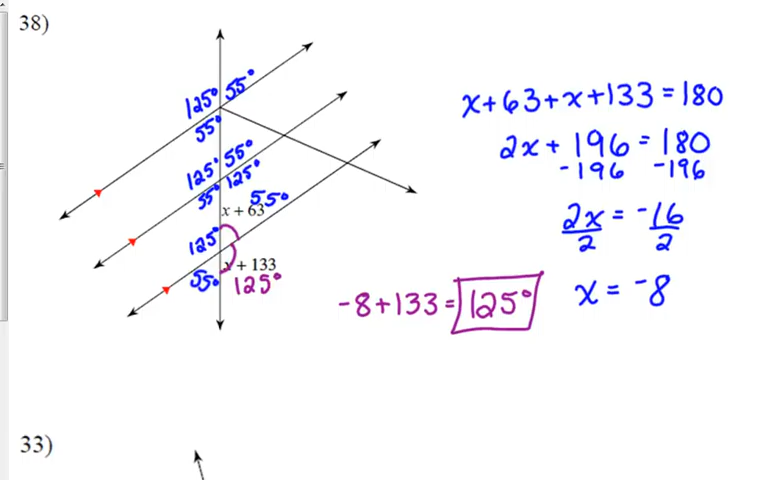 38)
125° 55°
55°
125° 55°
55° 125°
x + 63 55°
125°
x + 133
55° 125°
x+63+x+133=180
2x + 196 = 180
-196 -196
2x = -16
2 2
x = -8
-8+133= 125°
33)